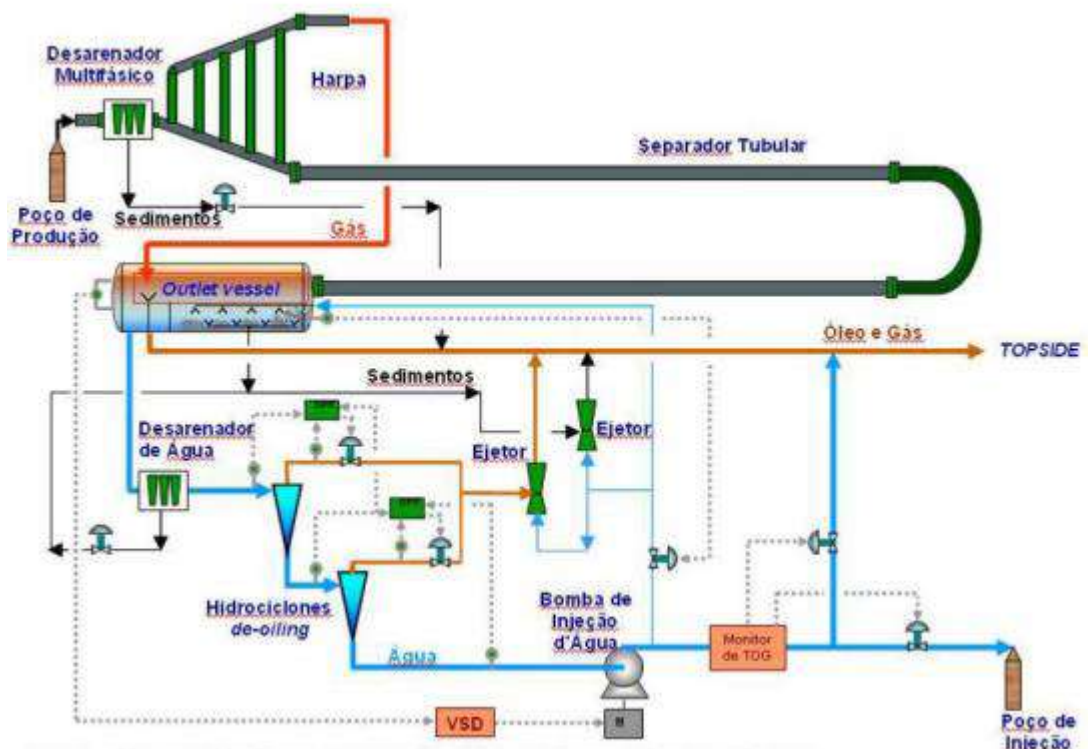 Desarenador
Multifásico
Harpa
Separador Tubular
Poço de
Produção
Sedimentos
Gás
Outlet vessel
Óleo e Gás
TOPSIDE
Sedimentos
Desarenador
de Água
Ejetor
Ejetor
Hidrociclones
de-oiling
Bomba de
Injeção
d'Água
Água
Monitor
de TOG
VSD
M
Poço de
Injeção